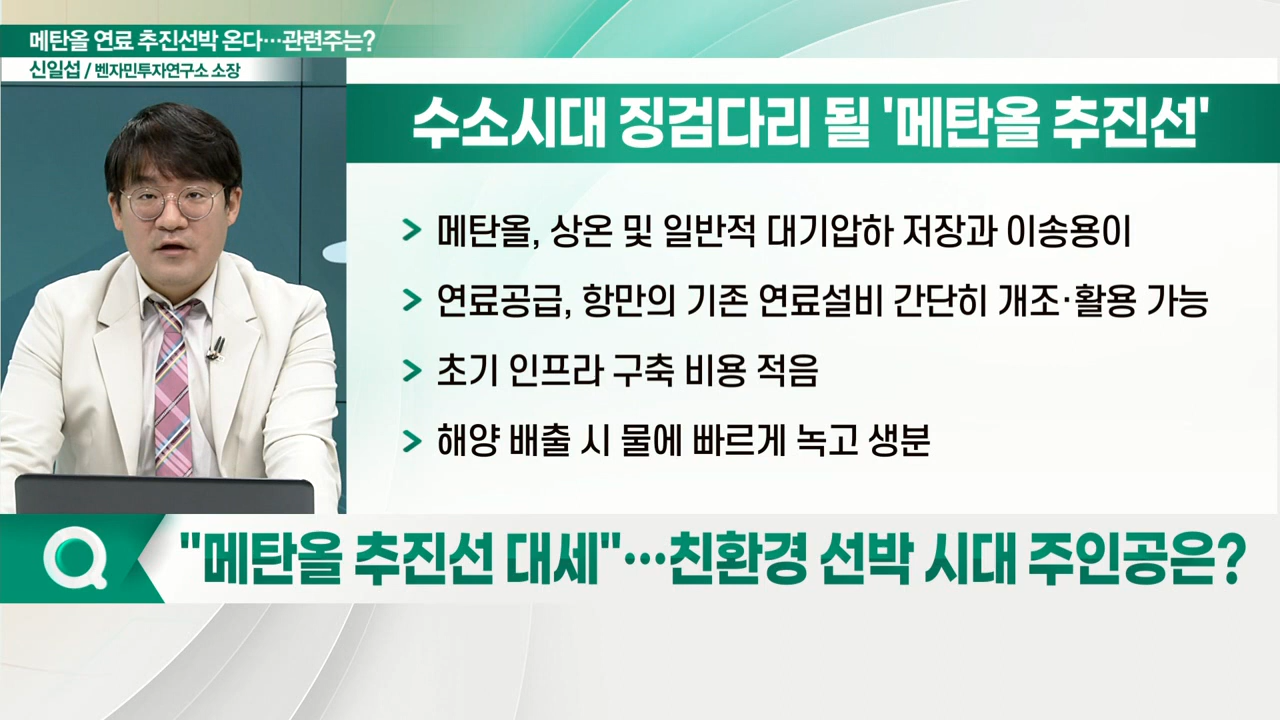 메탄올 연료 추진선박 온다…관련주는?
신일섭 / 벤자민투자연구소 소장
수소시대 징검다리 될 '메탄올 추진선'
> 메탄올, 상온 및 일반적 대기압하 저장과 이송용이
> 연료공급, 항만의 기존 연료설비 간단히 개조·활용 가능
> 초기 인프라 구축 비용 적음
> 해양 배출 시 물에 빠르게 녹고 생분
"메탄올 추진선 대세"…친환경 선박 시대 주인공은?